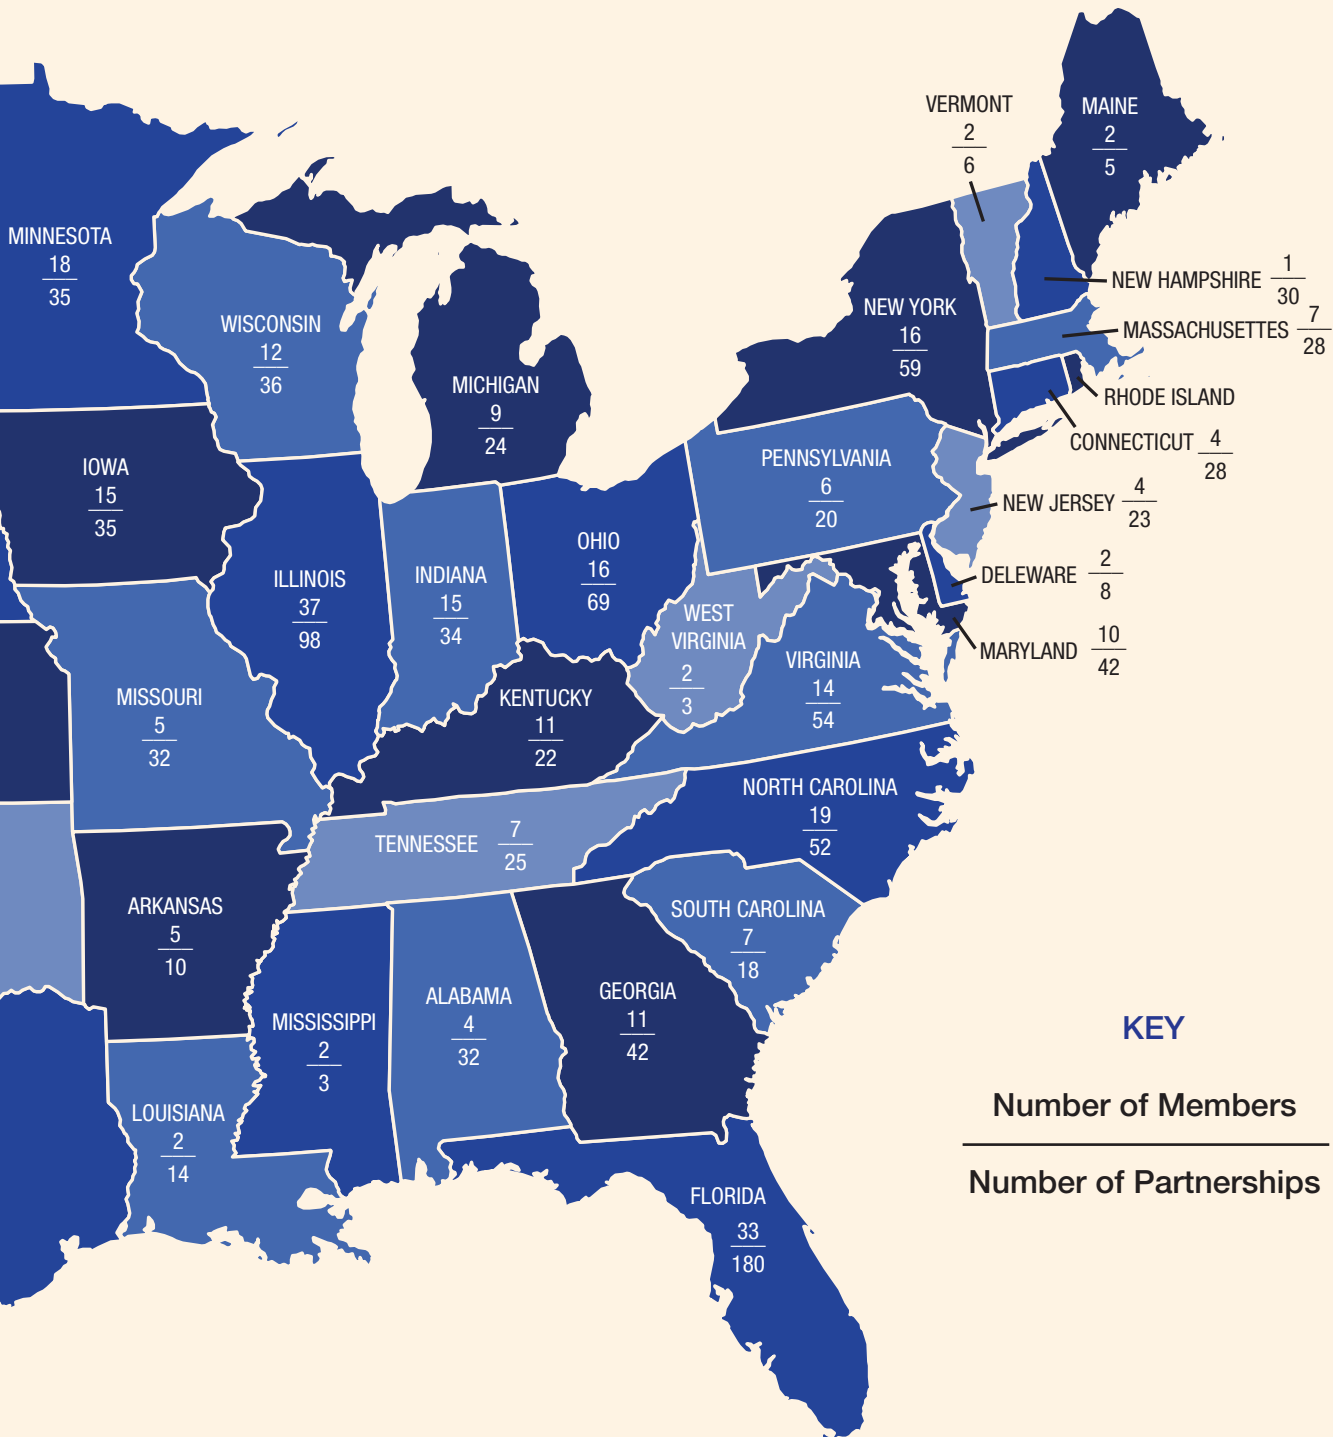 VERMONT
2
6
MAINE
2
5
MINNESOTA
18
35
NEW HAMPSHIRE 1
30
WISCONSIN
12
36
NEW YORK
16
59
MASSACHUSETTES 7
28
MICHIGAN
9
24
RHODE ISLAND
CONNECTICUT 4
28
IOWA
15
35
PENNSYLVANIA
6
20
NEW JERSEY 4
23
OHIO
16
69
ILLINOIS
37
98
INDIANA
15
34
DELEWARE 2
8
WEST
VIRGINIA
2
3
MARYLAND 10
42
VIRGINIA
14
54
MISSOURI
5
32
KENTUCKY
11
22
NORTH CAROLINA
19
52
TENNESSEE 7
25
ARKANSAS
5
10
SOUTH CAROLINA
7
18
ALABAMA
4
32
GEORGIA
11
42
MISSISSIPPI
2
3
LOUISIANA
2
14
FLORIDA
33
180
KEY
Number of Members
Number of Partnerships